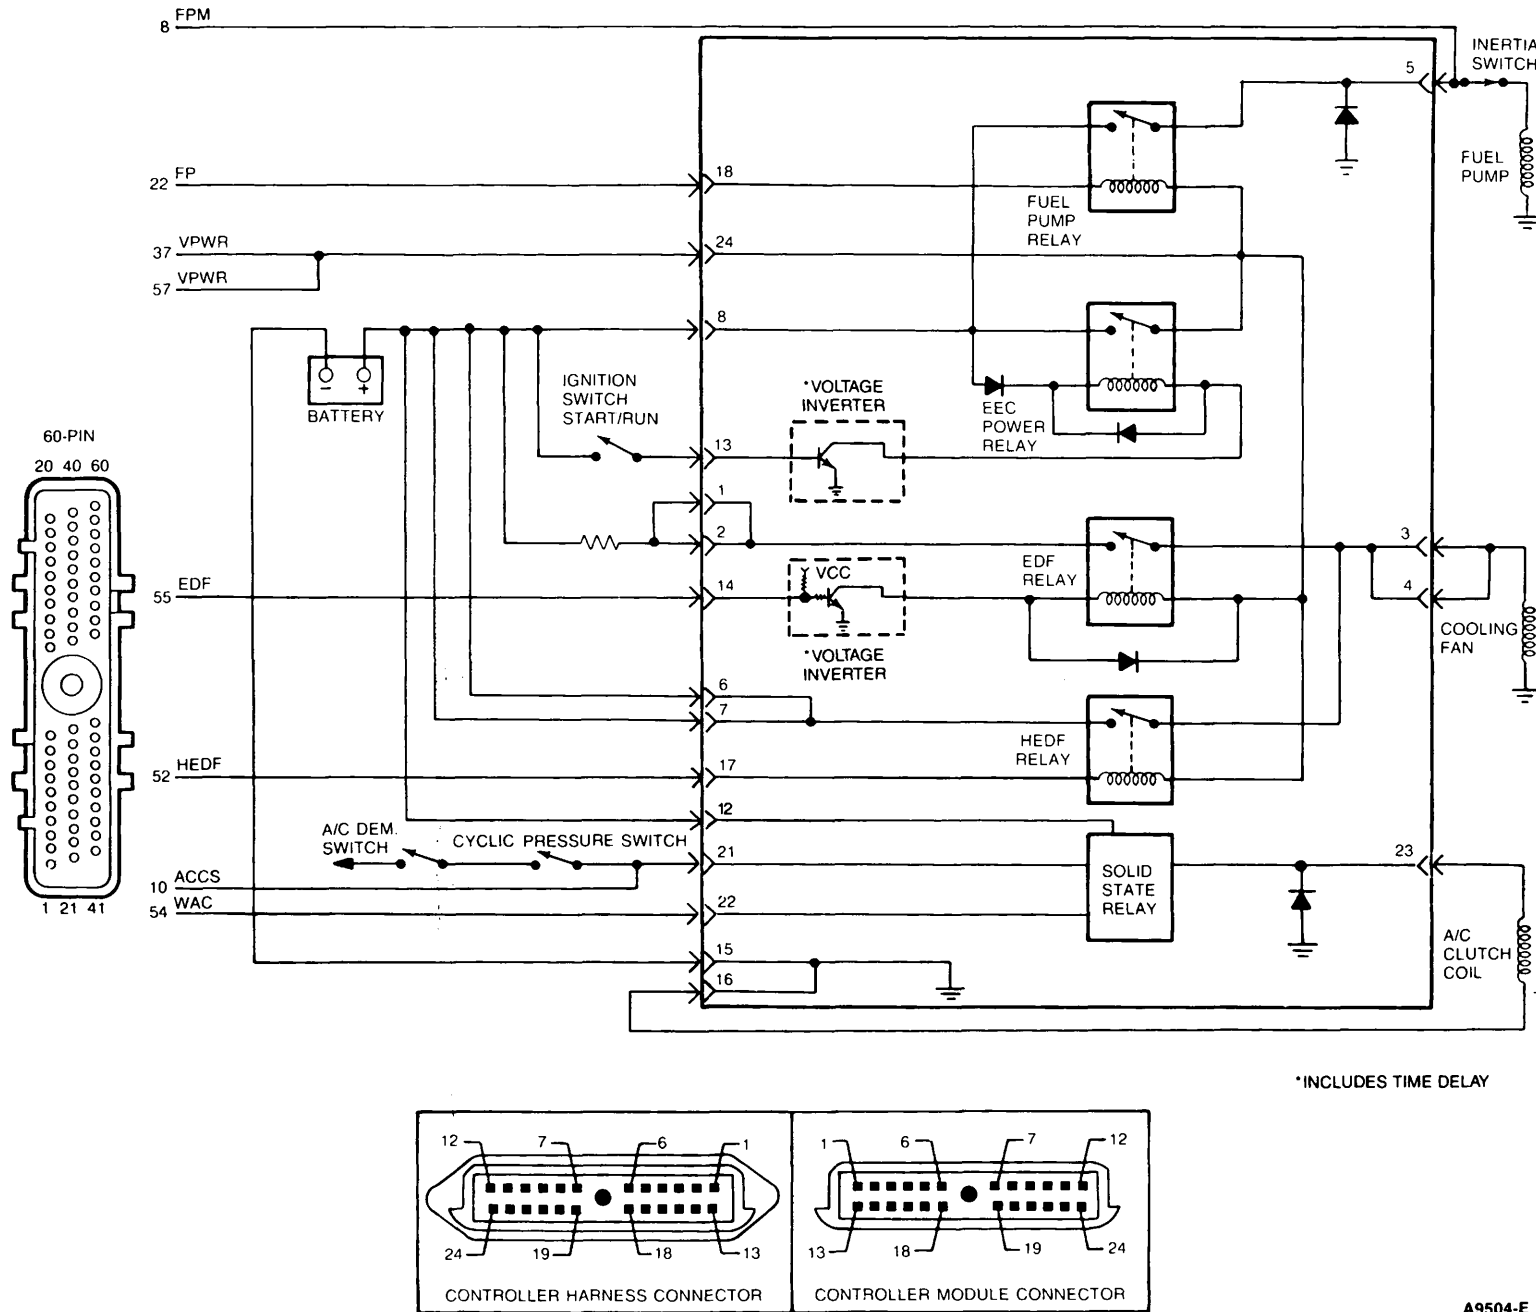 8 FPM
INERTIA
SWITCH
5
22 FP
18
FUEL
PUMP
RELAY
FUEL
PUMP
37 VPWR
24
57 VPWR
8
- +
BATTERY
IGNITION
SWITCH
START/RUN
*VOLTAGE
INVERTER
EEC
POWER
RELAY
13
60-PIN
20 40 60
1
2
3
EDF
RELAY
VCC
55 EDF
14
4
*VOLTAGE
INVERTER
COOLING
FAN
6
7
HEDF
RELAY
52 HEDF
17
12
A/C DEM.
SWITCH
CYCLIC PRESSURE SWITCH
21
23
SOLID
STATE
RELAY
10 ACCS
54 WAC
22
1 21 41
15
16
A/C
CLUTCH
COIL
*INCLUDES TIME DELAY
12 7 6 1
24 19 18 13
CONTROLLER HARNESS CONNECTOR
1 6 7 12
13 18 19 24
CONTROLLER MODULE CONNECTOR
A9504-E